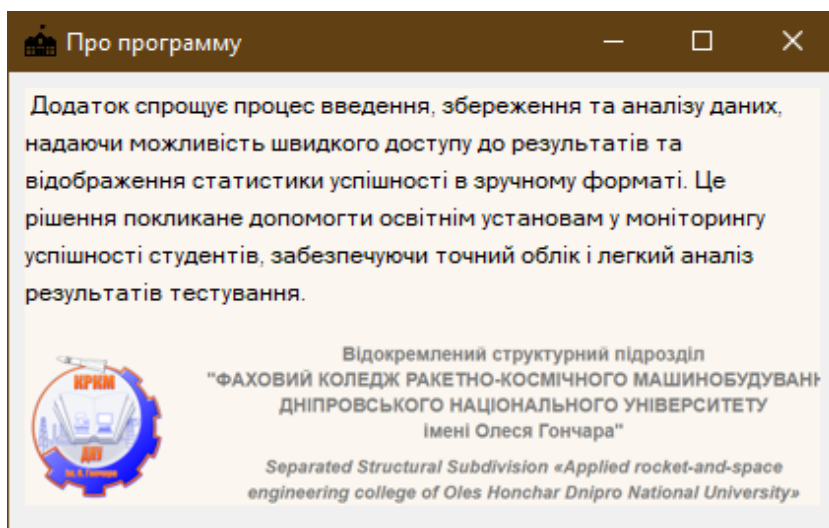 Про программу
Додаток спрощує процес введення, збереження та аналізу даних,
надаючи можливість швидкого доступу до результатів та
відображення статистики успішності в зручному форматі. Це
рішення покликане допомогти освітнім установам у моніторингу
успішності студентів, забезпечуючи точний облік і легкий аналіз
результатів тестування.
КРКМ
ДНУ
ім. О. Гончара
Відокремлений структурний підрозділ
"ФАХОВИЙ КОЛЕДЖ РАКЕТНО-КОСМІЧНОГО МАШИНОБУДУВАНН
ДНІПРОВСЬКОГО НАЦІОНАЛЬНОГО УНІВЕРСИТЕТУ
імені Олеся Гончара"
Separated Structural Subdivision «Applied rocket-and-space
engineering college of Oles Honchar Dnipro National University»